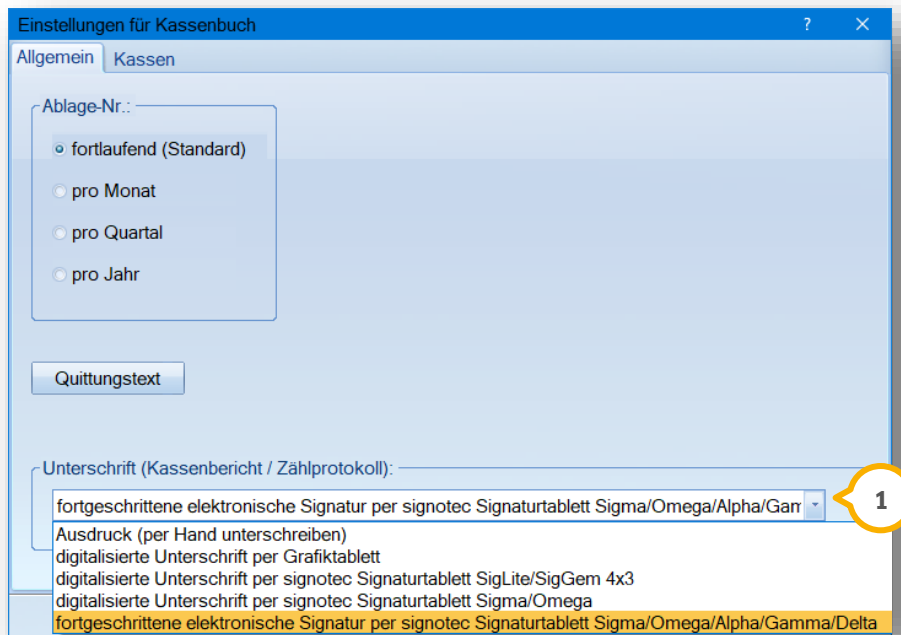 Einstellungen für Kassenbuch ? ×
Allgemein Kassen
Ablage-Nr.:
fortlaufend (Standard)
pro Monat
pro Quartal
pro Jahr
Quittungstext
Unterschrift (Kassenbericht / Zählprotokoll):
fortgeschrittene elektronische Signatur per signotec Signaturtablett Sigma/Omega/Alpha/Gam
1
Ausdruck (per Hand unterschreiben)
digitalisierte Unterschrift per Grafiktablett
digitalisierte Unterschrift per signotec Signaturtablett SigLite/SigGem 4x3
digitalisierte Unterschrift per signotec Signaturtablett Sigma/Omega
fortgeschrittene elektronische Signatur per signotec Signaturtablett Sigma/Omega/Alpha/Gamma/Delta